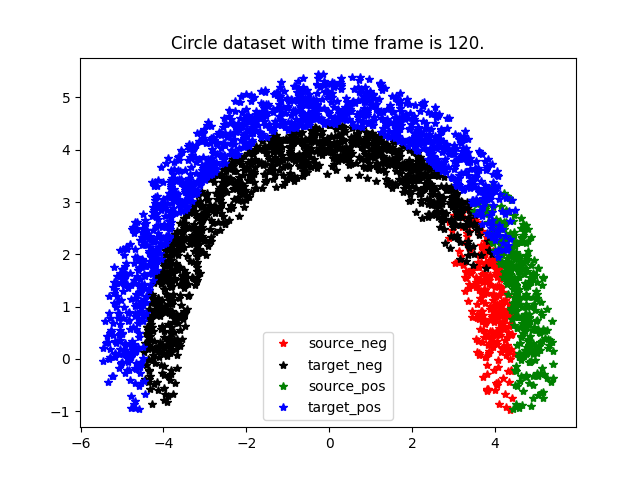 Circle dataset with time frame is 120.
5
4
3
2
1
0
−1
−6
−4
−2
0
2
4
source_neg
target_neg
source_pos
target_pos